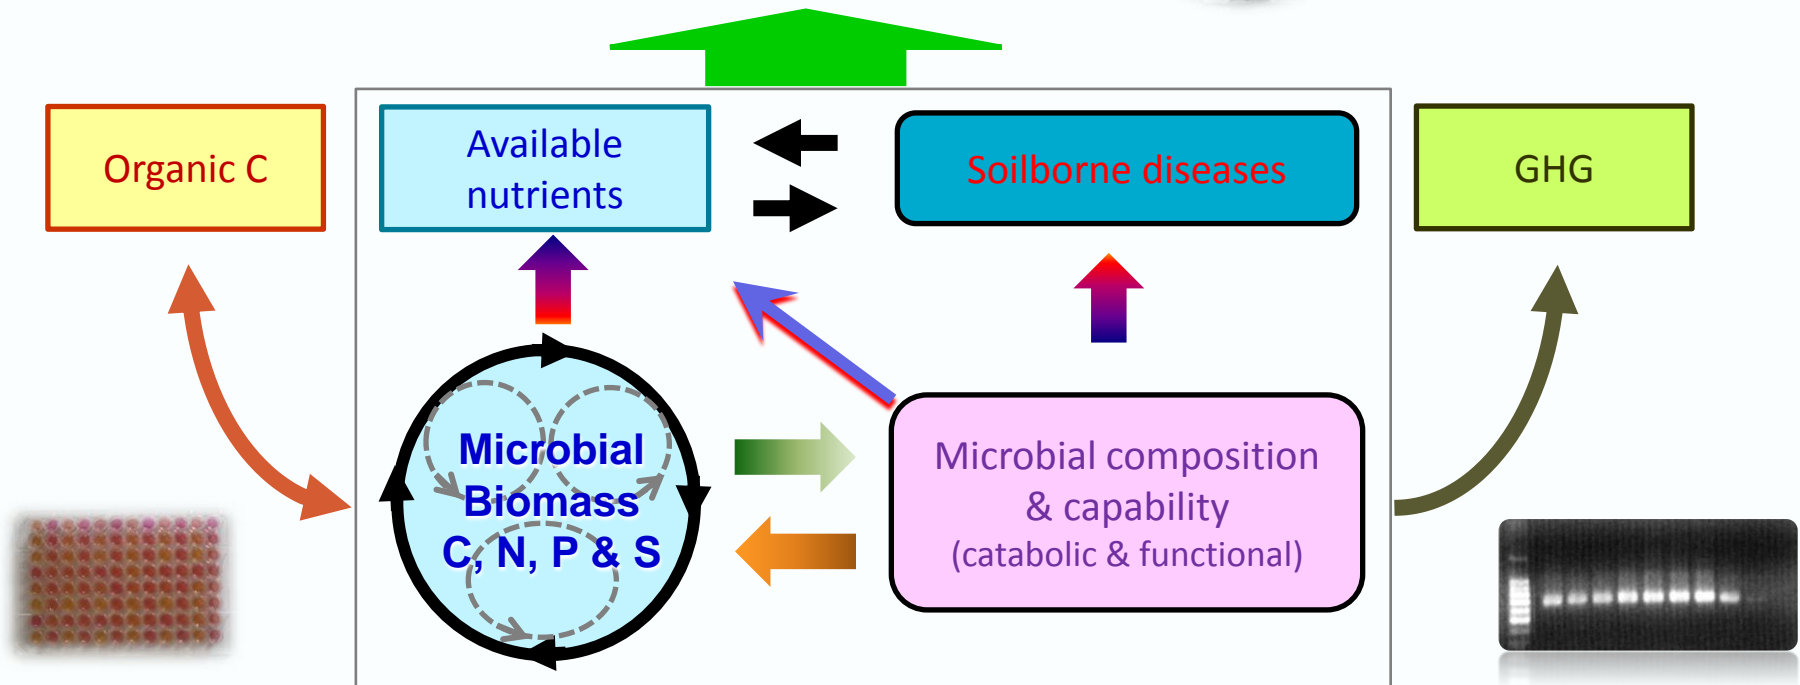 Organic C
Available
nutrients
Soilborne diseases
GHG
Microbial
Biomass
C, N, P & S
Microbial composition
& capability
(catabolic & functional)